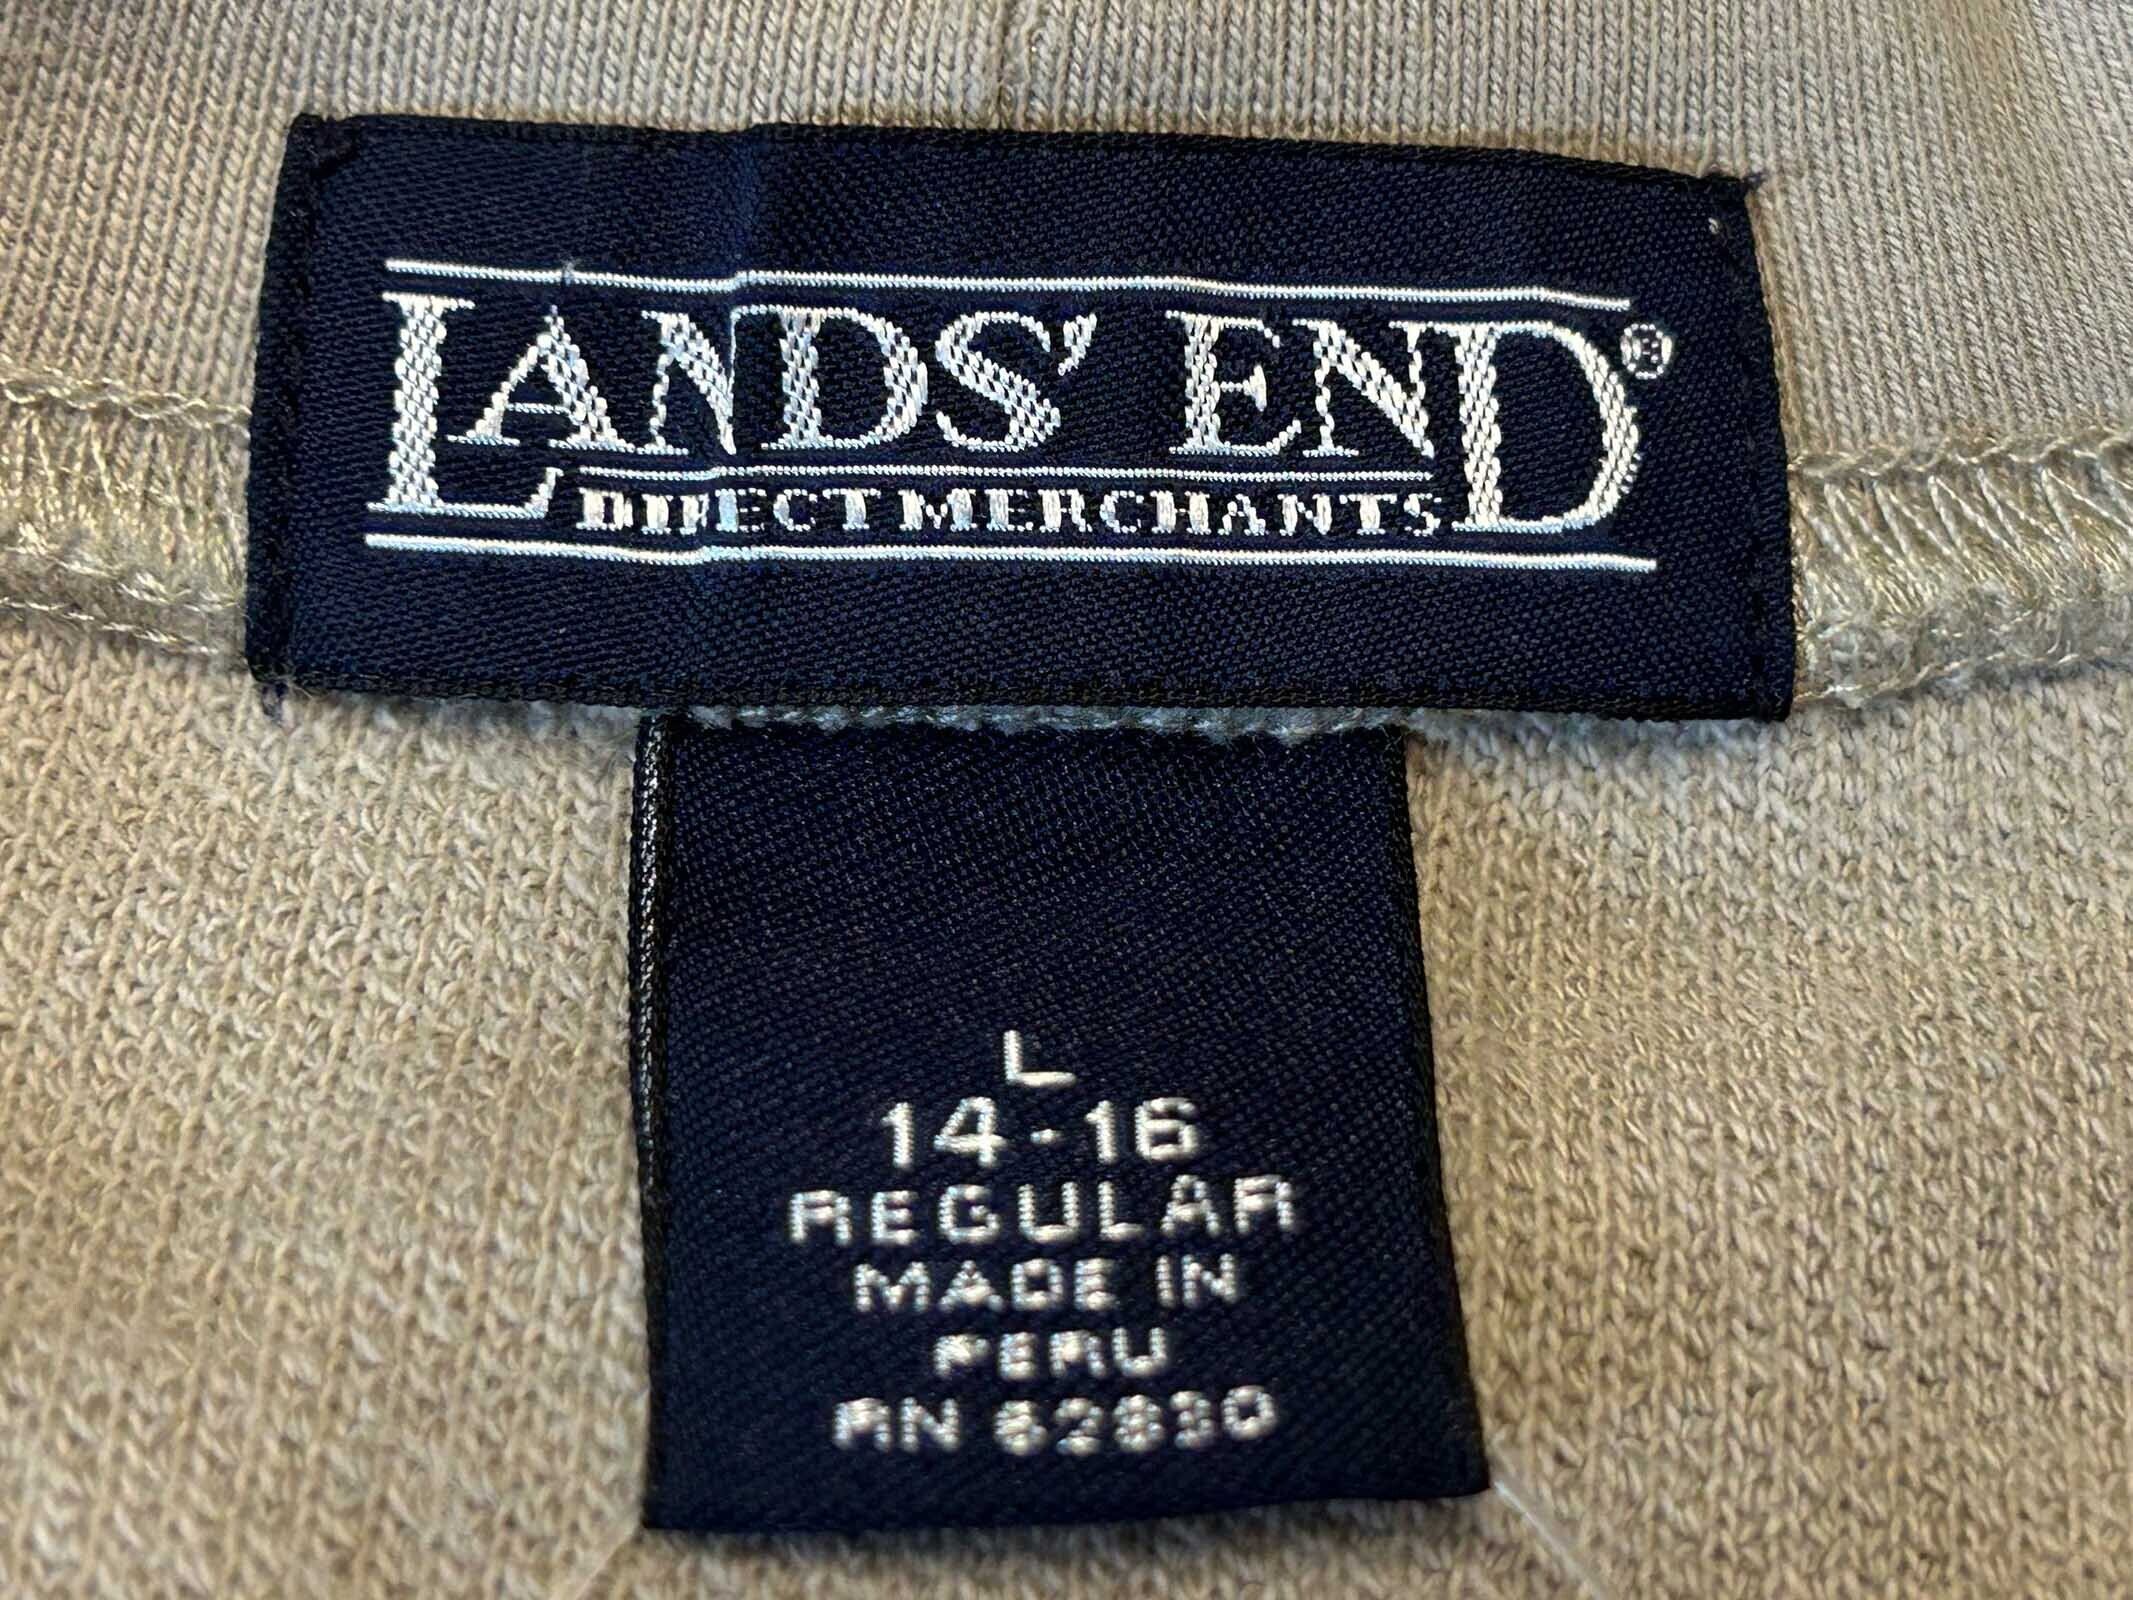 LANDS' END®
DIRECT MERCHANTS
L
14-16
REGULAR
MADE IN
PERU
RN 62830